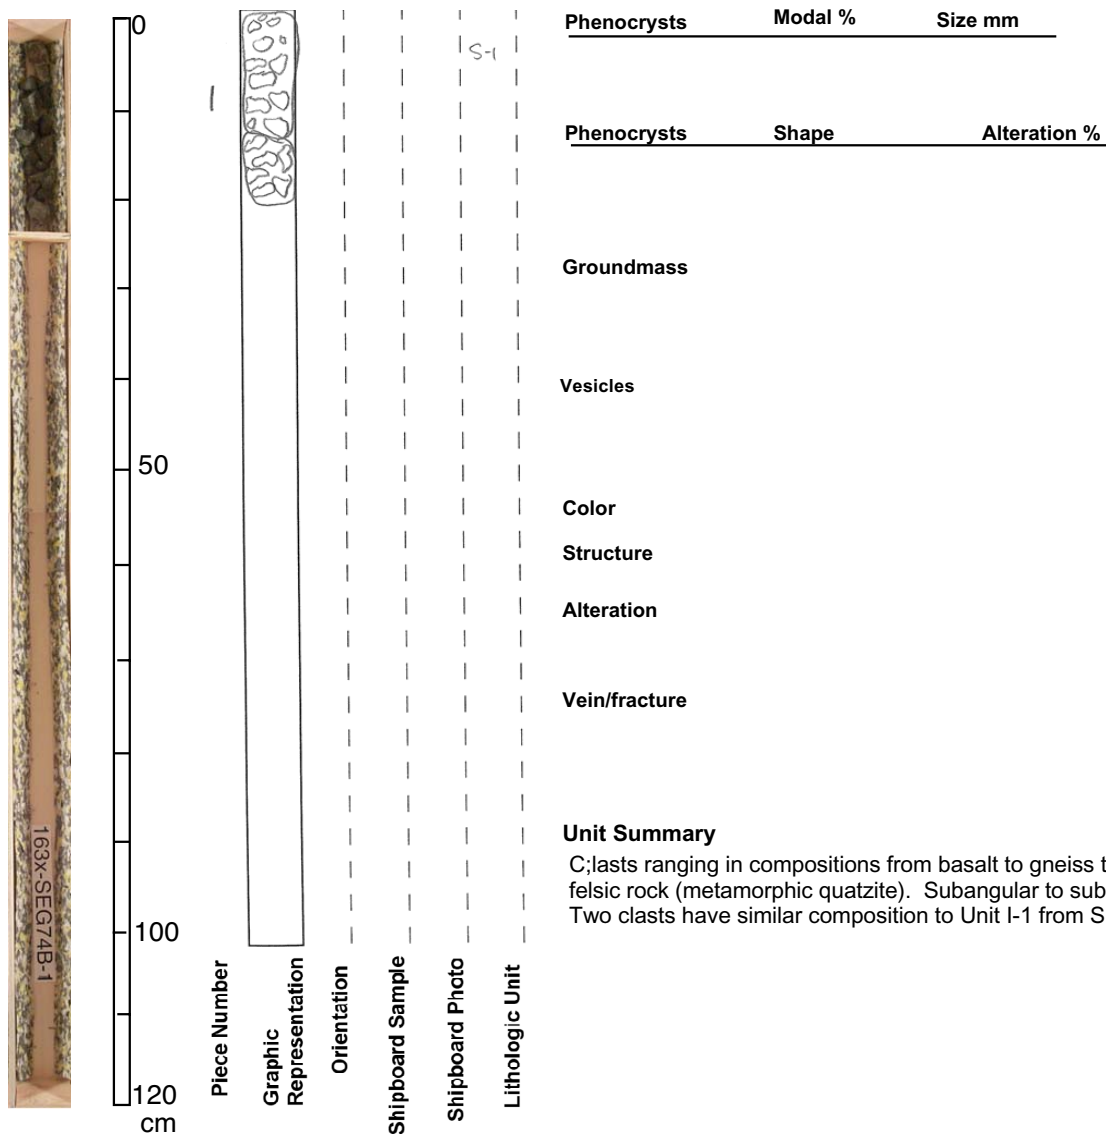 0
50
100
120
cm
1
S-1
163x-SEG74B-1
Piece Number
Graphic
Representation
Orientation
Shipboard Sample
Shipboard Photo
Lithologic Unit
Phenocrysts Modal % Size mm
Phenocrysts Shape Alteration %
Groundmass
Vesicles
Color
Structure
Alteration
Vein/fracture
Unit Summary
C;lasts ranging in compositions from basalt to gneiss t
felsic rock (metamorphic quatzite). Subangular to sub
Two clasts have similar composition to Unit I-1 from S